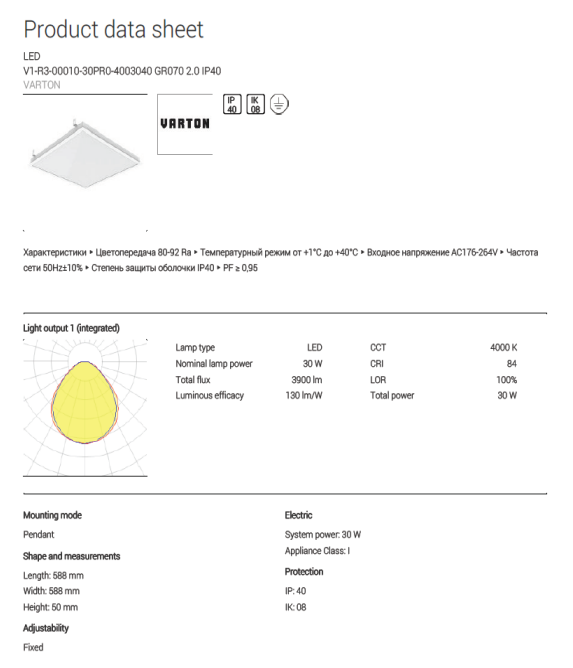 Product data sheet
LED
V1-R3-00010-30PR0-4003040 GR070 2.0 IP40
VARTON
VARTON
IP
40
IK
08
Характеристики ▸ Цветопередача 80-92 Ra ▸ Температурный режим от +1°C до +40°C ▸ Входное напряжение AC176-264V ▸ Частота
сети 50Hz±10% ▸ Степень защиты оболочки IP40 ▸ PF ≥ 0,95
Light output 1 (integrated)
Lamp type LED CCT 4000 K
Nominal lamp power 30 W CRI 84
Total flux 3900 lm LOR 100%
Luminous efficacy 130 lm/W Total power 30 W
Mounting mode
Pendant
Shape and measurements
Length: 588 mm
Width: 588 mm
Height: 50 mm
Adjustability
Fixed
Electric
System power: 30 W
Appliance Class: I
Protection
IP: 40
IK: 08